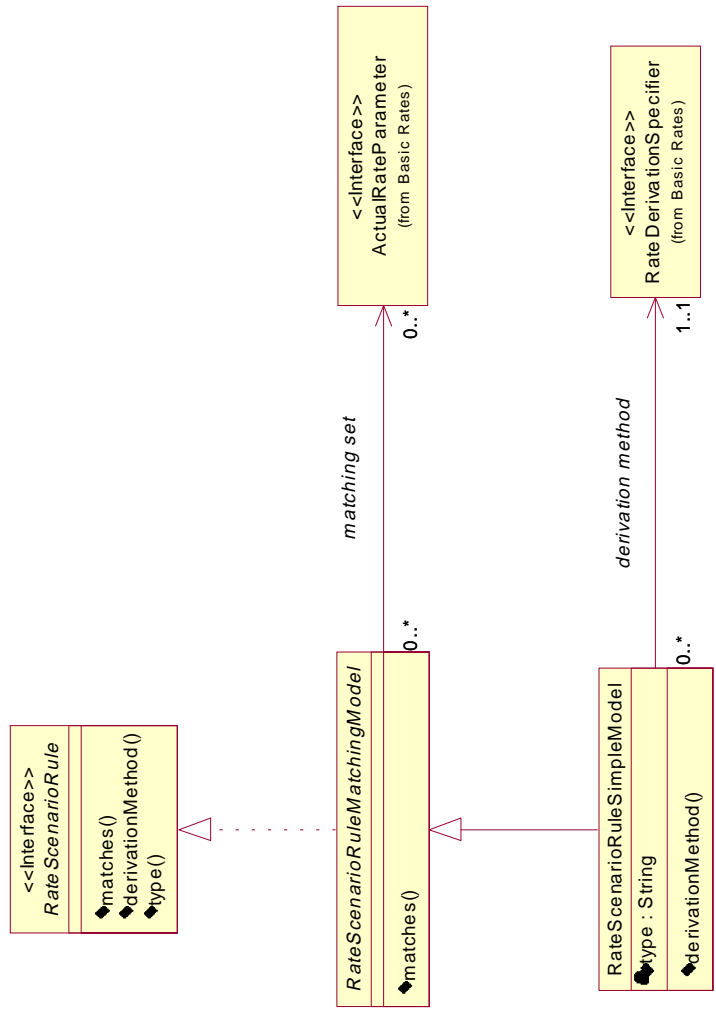 <<Interface>>
RateScenarioRule
matches()
derivationMethod()
type()
RateScenarioRuleMatchingModel
matches()
0..*
matching set
0..*
<<Interface>>
ActualRateParameter
(from Basic Rates)
RateScenarioRuleSimpleModel
type : String
derivationMethod()
0..*
derivation method
1..1
<<Interface>>
RateDerivationSpecifier
(from Basic Rates)